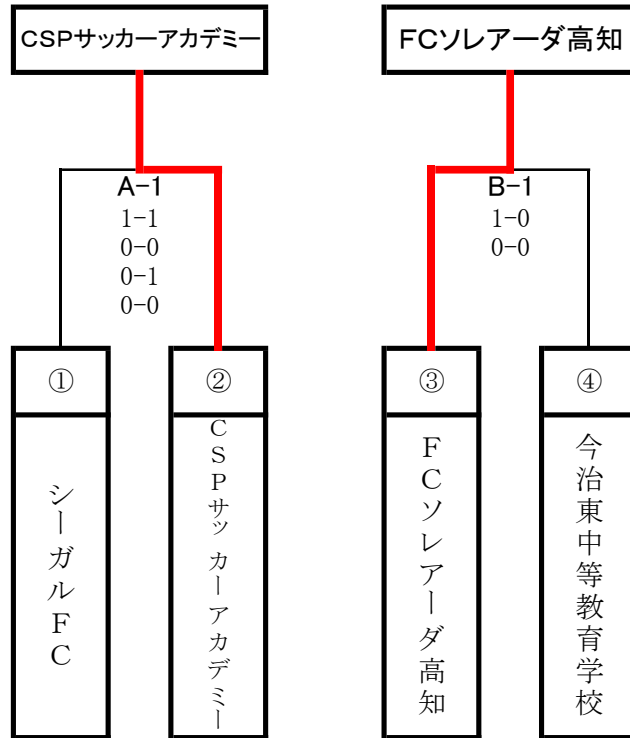 CSPサッカーアカデミー
FCソレアーダ高知
A-1
1-1
0-0
0-1
0-0
B-1
1-0
0-0
①
②
③
④
シーガルFC
CSPサッカーアカデミー
FCソレアーダ高知
今治東中等教育学校